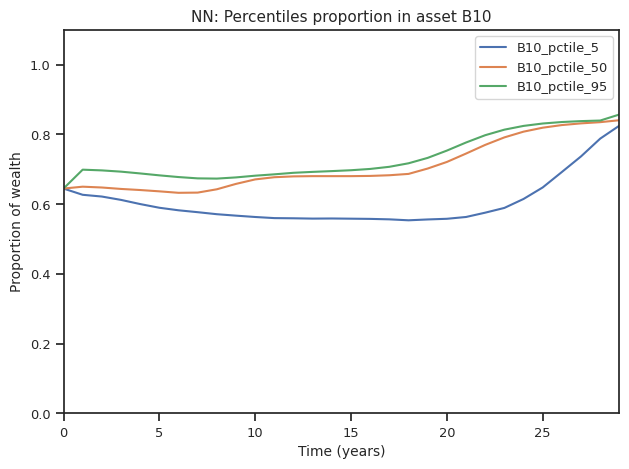 NN: Percentiles proportion in asset B10
B10_pctile_5
B10_pctile_50
B10_pctile_95
Proportion of wealth
1.0
0.8
0.6
0.4
0.2
0.0
0 5 10 15 20 25
Time (years)